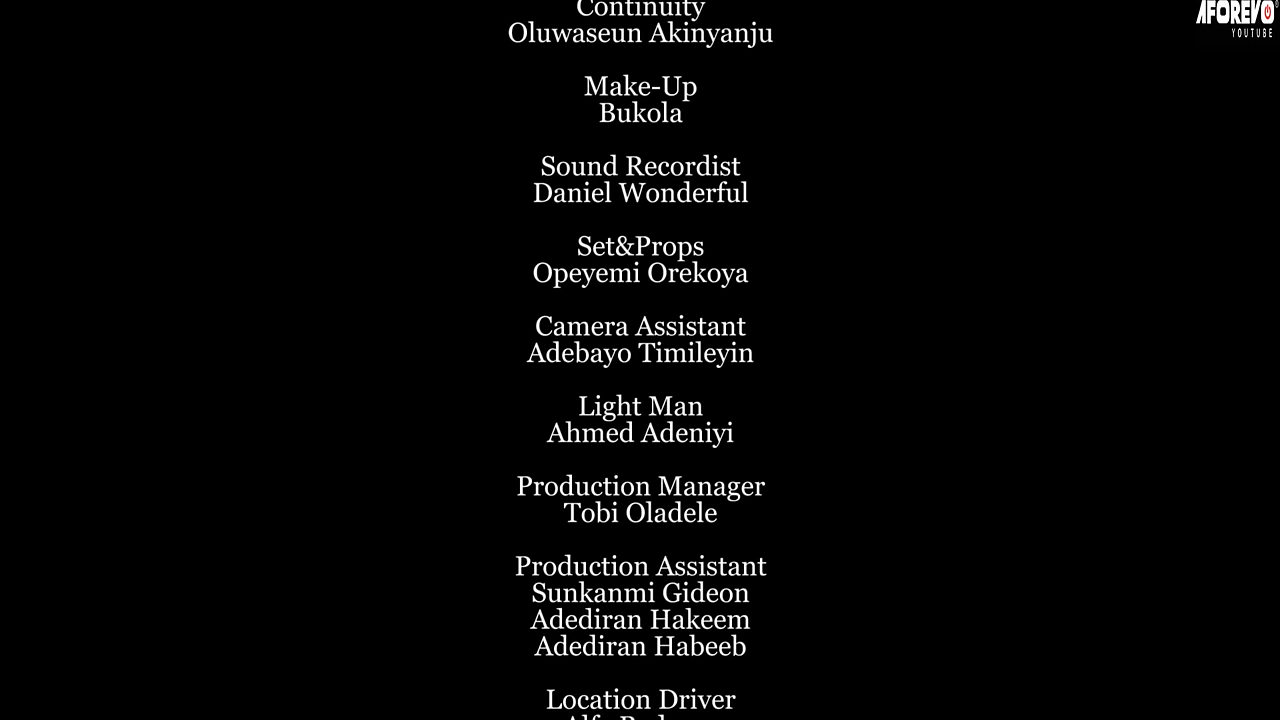 Continuity
Oluwaseun Akinyanju
Make-Up
Bukola
Sound Recordist
Daniel Wonderful
Set&Props
Opeyemi Orekoya
Camera Assistant
Adebayo Timileyin
Light Man
Ahmed Adeniyi
Production Manager
Tobi Oladele
Production Assistant
Sunkanmi Gideon
Adediran Hakeem
Adediran Habeeb
Location Driver
AFOREVO
YOUTUBE